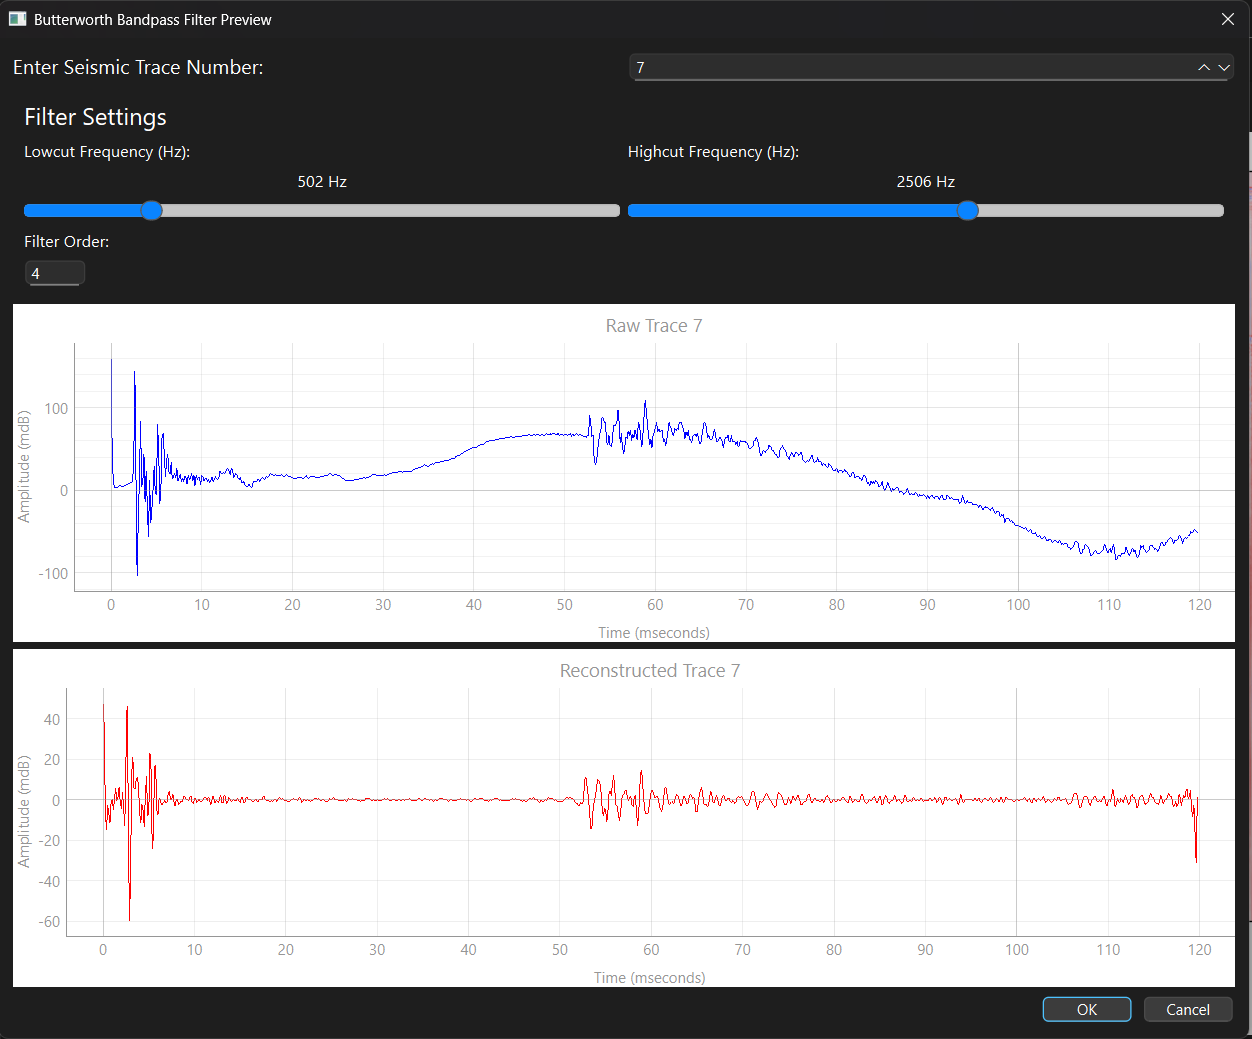 Butterworth Bandpass Filter Preview
Enter Seismic Trace Number:
7
Filter Settings
Lowcut Frequency (Hz):
Highcut Frequency (Hz):
502 Hz
2506 Hz
Filter Order:
4
Raw Trace 7
Amplitude (mdB)
100
0
-100
0 10 20 30 40 50 60 70 80 90 100 110 120
Time (mseconds)
Reconstructed Trace 7
Amplitude (mdB)
40
20
0
-20
-40
-60
0 10 20 30 40 50 60 70 80 90 100 110 120
Time (mseconds)
OK
Cancel